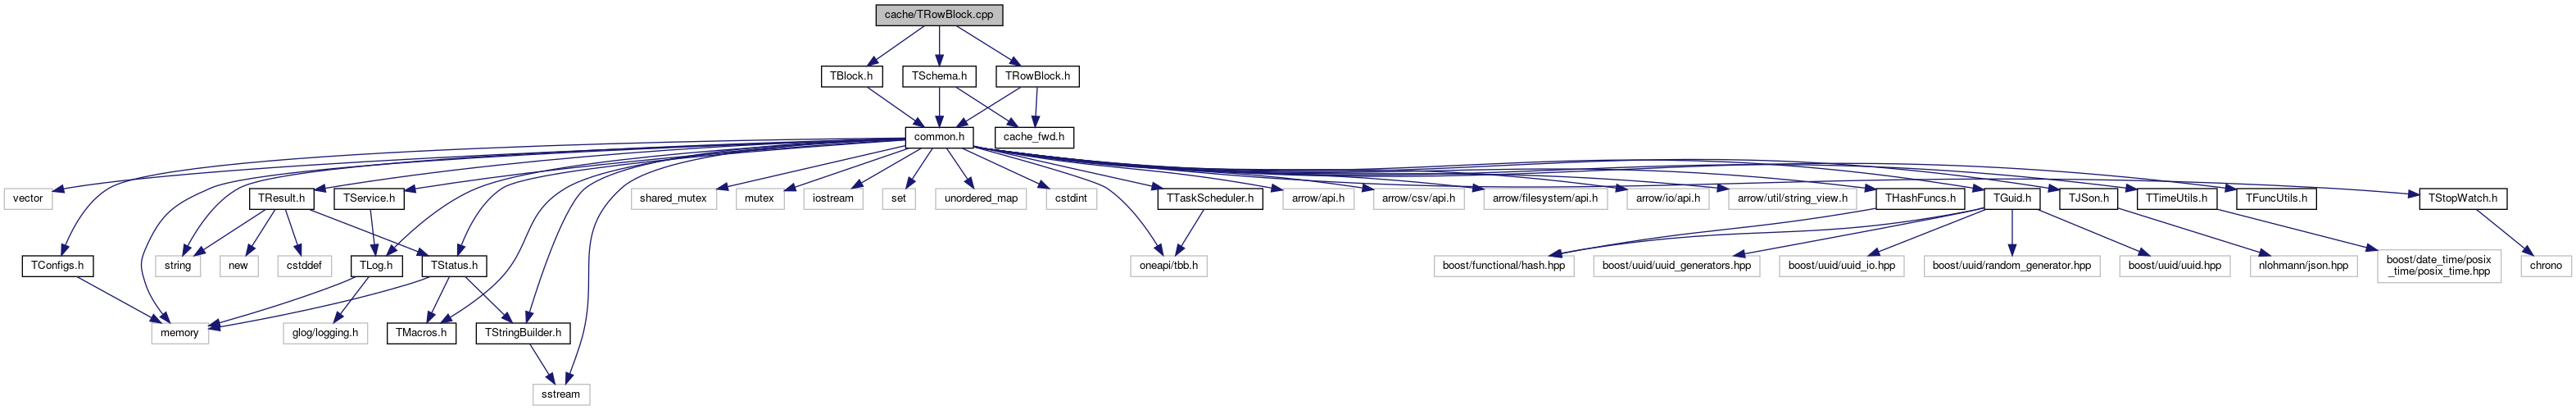 cache/TRowBlock.cpp
TBlock.h
TSchema.h
TRowBlock.h
common.h
cache_fwd.h
vector
TResult.h
TService.h
shared_mutex
mutex
iostream
set
unordered_map
cstdint
TTaskScheduler.h
arrow/api.h
arrow/csv/api.h
arrow/filesystem/api.h
arrow/io/api.h
arrow/util/string_view.h
THashFuncs.h
TGuid.h
TJSon.h
TTimeUtils.h
TFuncUtils.h
TStopWatch.h
TConfigs.h
string
new
cstddef
TLog.h
TStatus.h
oneapi/tbb.h
boost/functional/hash.hpp
boost/uuid/uuid_generators.hpp
boost/uuid/uuid_io.hpp
boost/uuid/random_generator.hpp
boost/uuid/uuid.hpp
nlohmann/json.hpp
boost/date_time/posix
_time/posix_time.hpp
chrono
memory
glog/logging.h
TMacros.h
TStringBuilder.h
sstream